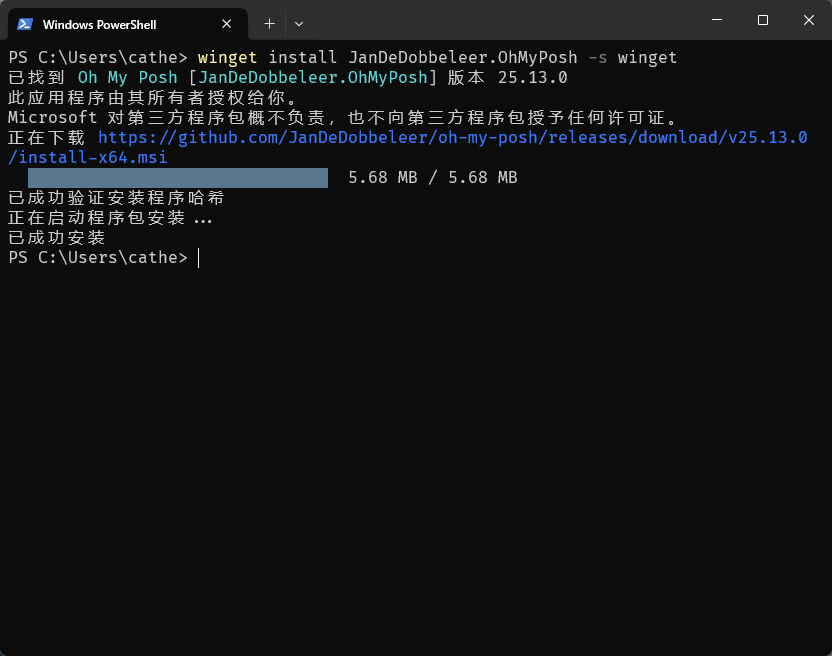 Windows PowerShell
PS C:\Users\cathe> winget install JanDeDobbeleer.OhMyPosh -s winget
已找到 Oh My Posh [JanDeDobbeleer.OhMyPosh] 版本 25.13.0
此应用程序由其所有者授权给你。
Microsoft 对第三方程序包概不负责，也不向第三方程序包授予任何许可证。
正在下载 https://github.com/JanDeDobbeleer/oh-my-posh/releases/download/v25.13.0
/install-x64.msi
5.68 MB / 5.68 MB
已成功验证安装程序哈希
正在启动程序包安装...
已成功安装
PS C:\Users\cathe>